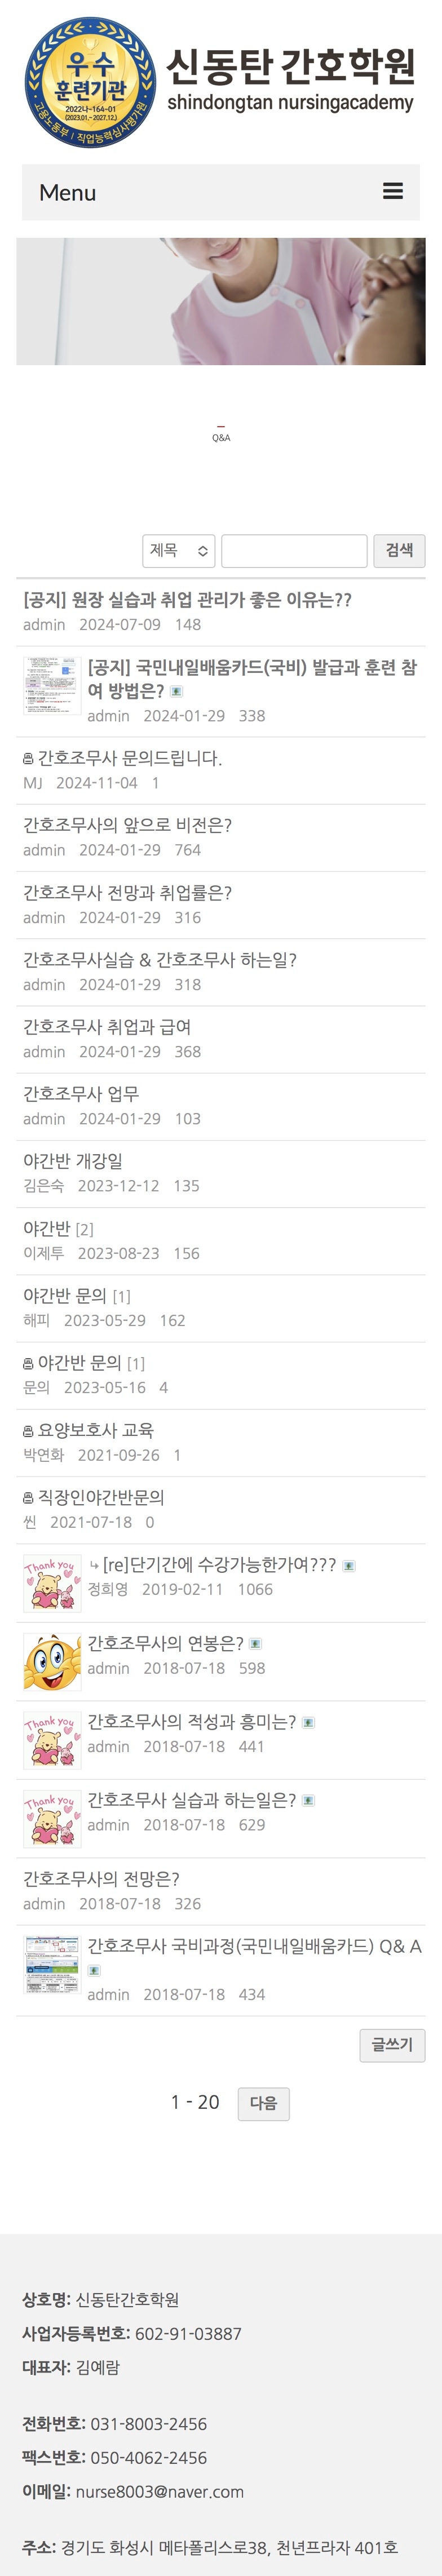 우수
훈련기관
2022나-164-01
(2023.01.~2027.12.)
고용노동부 | 직업능력심사평가원
신동탄 간호학원
shindongtan nursingacademy
Menu
Q&A
제목
검색
[공지] 원장 실습과 취업 관리가 좋은 이유는??
admin 2024-07-09 148
[공지] 국민내일배움카드(국비) 발급과 훈련 참
여 방법은?
admin 2024-01-29 338
간호조무사 문의드립니다.
MJ 2024-11-04 1
간호조무사의 앞으로 비전은?
admin 2024-01-29 764
간호조무사 전망과 취업률은?
admin 2024-01-29 316
간호조무사실습 & 간호조무사 하는일?
admin 2024-01-29 318
간호조무사 취업과 급여
admin 2024-01-29 368
간호조무사 업무
admin 2024-01-29 103
야간반 개강일
김은숙 2023-12-12 135
야간반 [2]
이제투 2023-08-23 156
야간반 문의 [1]
해피 2023-05-29 162
야간반 문의 [1]
문의 2023-05-16 4
요양보호사 교육
박연화 2021-09-26 1
직장인야간반문의
씬 2021-07-18 0
Thank you
[re]단기간에 수강가능한가여???
정희영 2019-02-11 1066
간호조무사의 연봉은?
admin 2018-07-18 598
Thank you
간호조무사의 적성과 흥미는?
admin 2018-07-18 441
Thank you
간호조무사 실습과 하는일은?
admin 2018-07-18 629
간호조무사의 전망은?
admin 2018-07-18 326
간호조무사 국비과정(국민내일배움카드) Q& A
admin 2018-07-18 434
글쓰기
1 - 20 다음
상호명: 신동탄간호학원
사업자등록번호: 602-91-03887
대표자: 김예람
전화번호: 031-8003-2456
팩스번호: 050-4062-2456
이메일: nurse8003@naver.com
주소: 경기도 화성시 메타폴리스로38, 천년프라자 401호